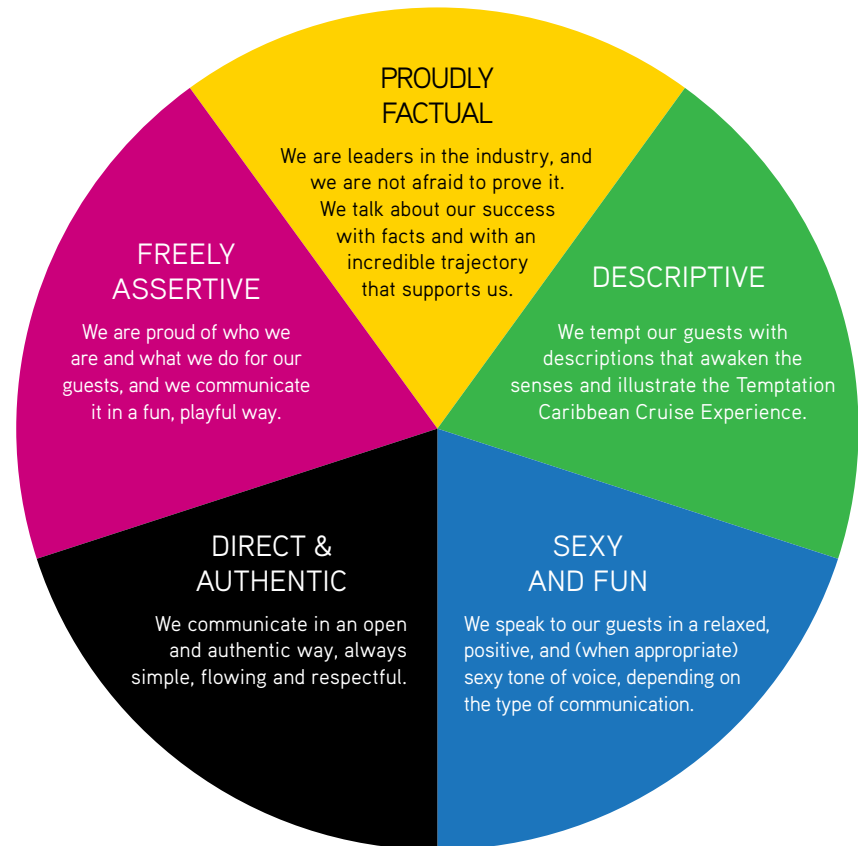 PROUDLY
FACTUAL
We are leaders in the industry, and
we are not afraid to prove it.
We talk about our success
with facts and with an
incredible trajectory
that supports us.
FREELY
ASSERTIVE
We are proud of who we
are and what we do for our
guests, and we communicate
it in a fun, playful way.
DESCRIPTIVE
We tempt our guests with
descriptions that awaken the
senses and illustrate the Temptation
Caribbean Cruise Experience.
DIRECT &
AUTHENTIC
We communicate in an open
and authentic way, always
simple, flowing and respectful.
SEXY
AND FUN
We speak to our guests in a relaxed,
positive, and (when appropriate)
sexy tone of voice, depending on
the type of communication.